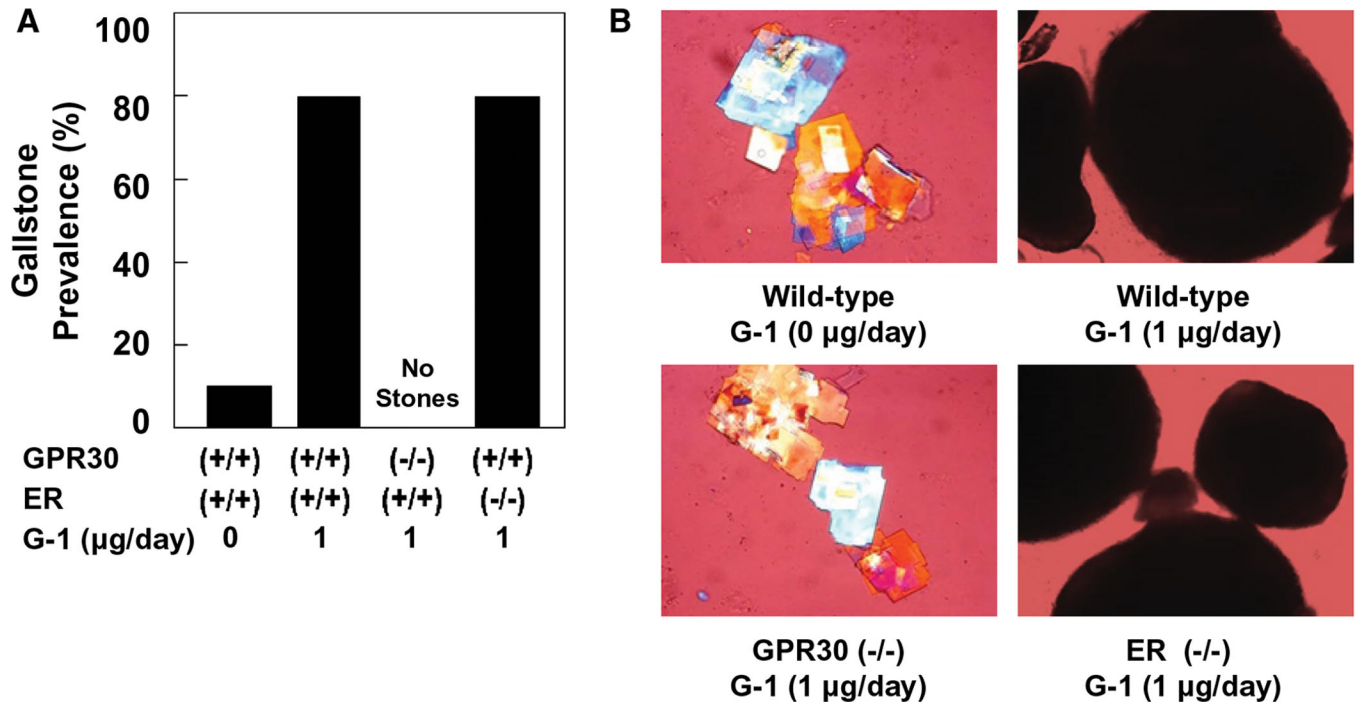 A
100
80
60
40
20
0
Gallstone
Prevalence (%)
No
Stones
GPR30 (+/+) (+/+) (-/-) (+/+)
ER (+/+) (+/+) (+/+) (-/-)
G-1 (µg/day) 0 1 1 1
B
Wild-type
G-1 (0 µg/day)
Wild-type
G-1 (1 µg/day)
GPR30 (-/-)
G-1 (1 µg/day)
ER (-/-)
G-1 (1 µg/day)